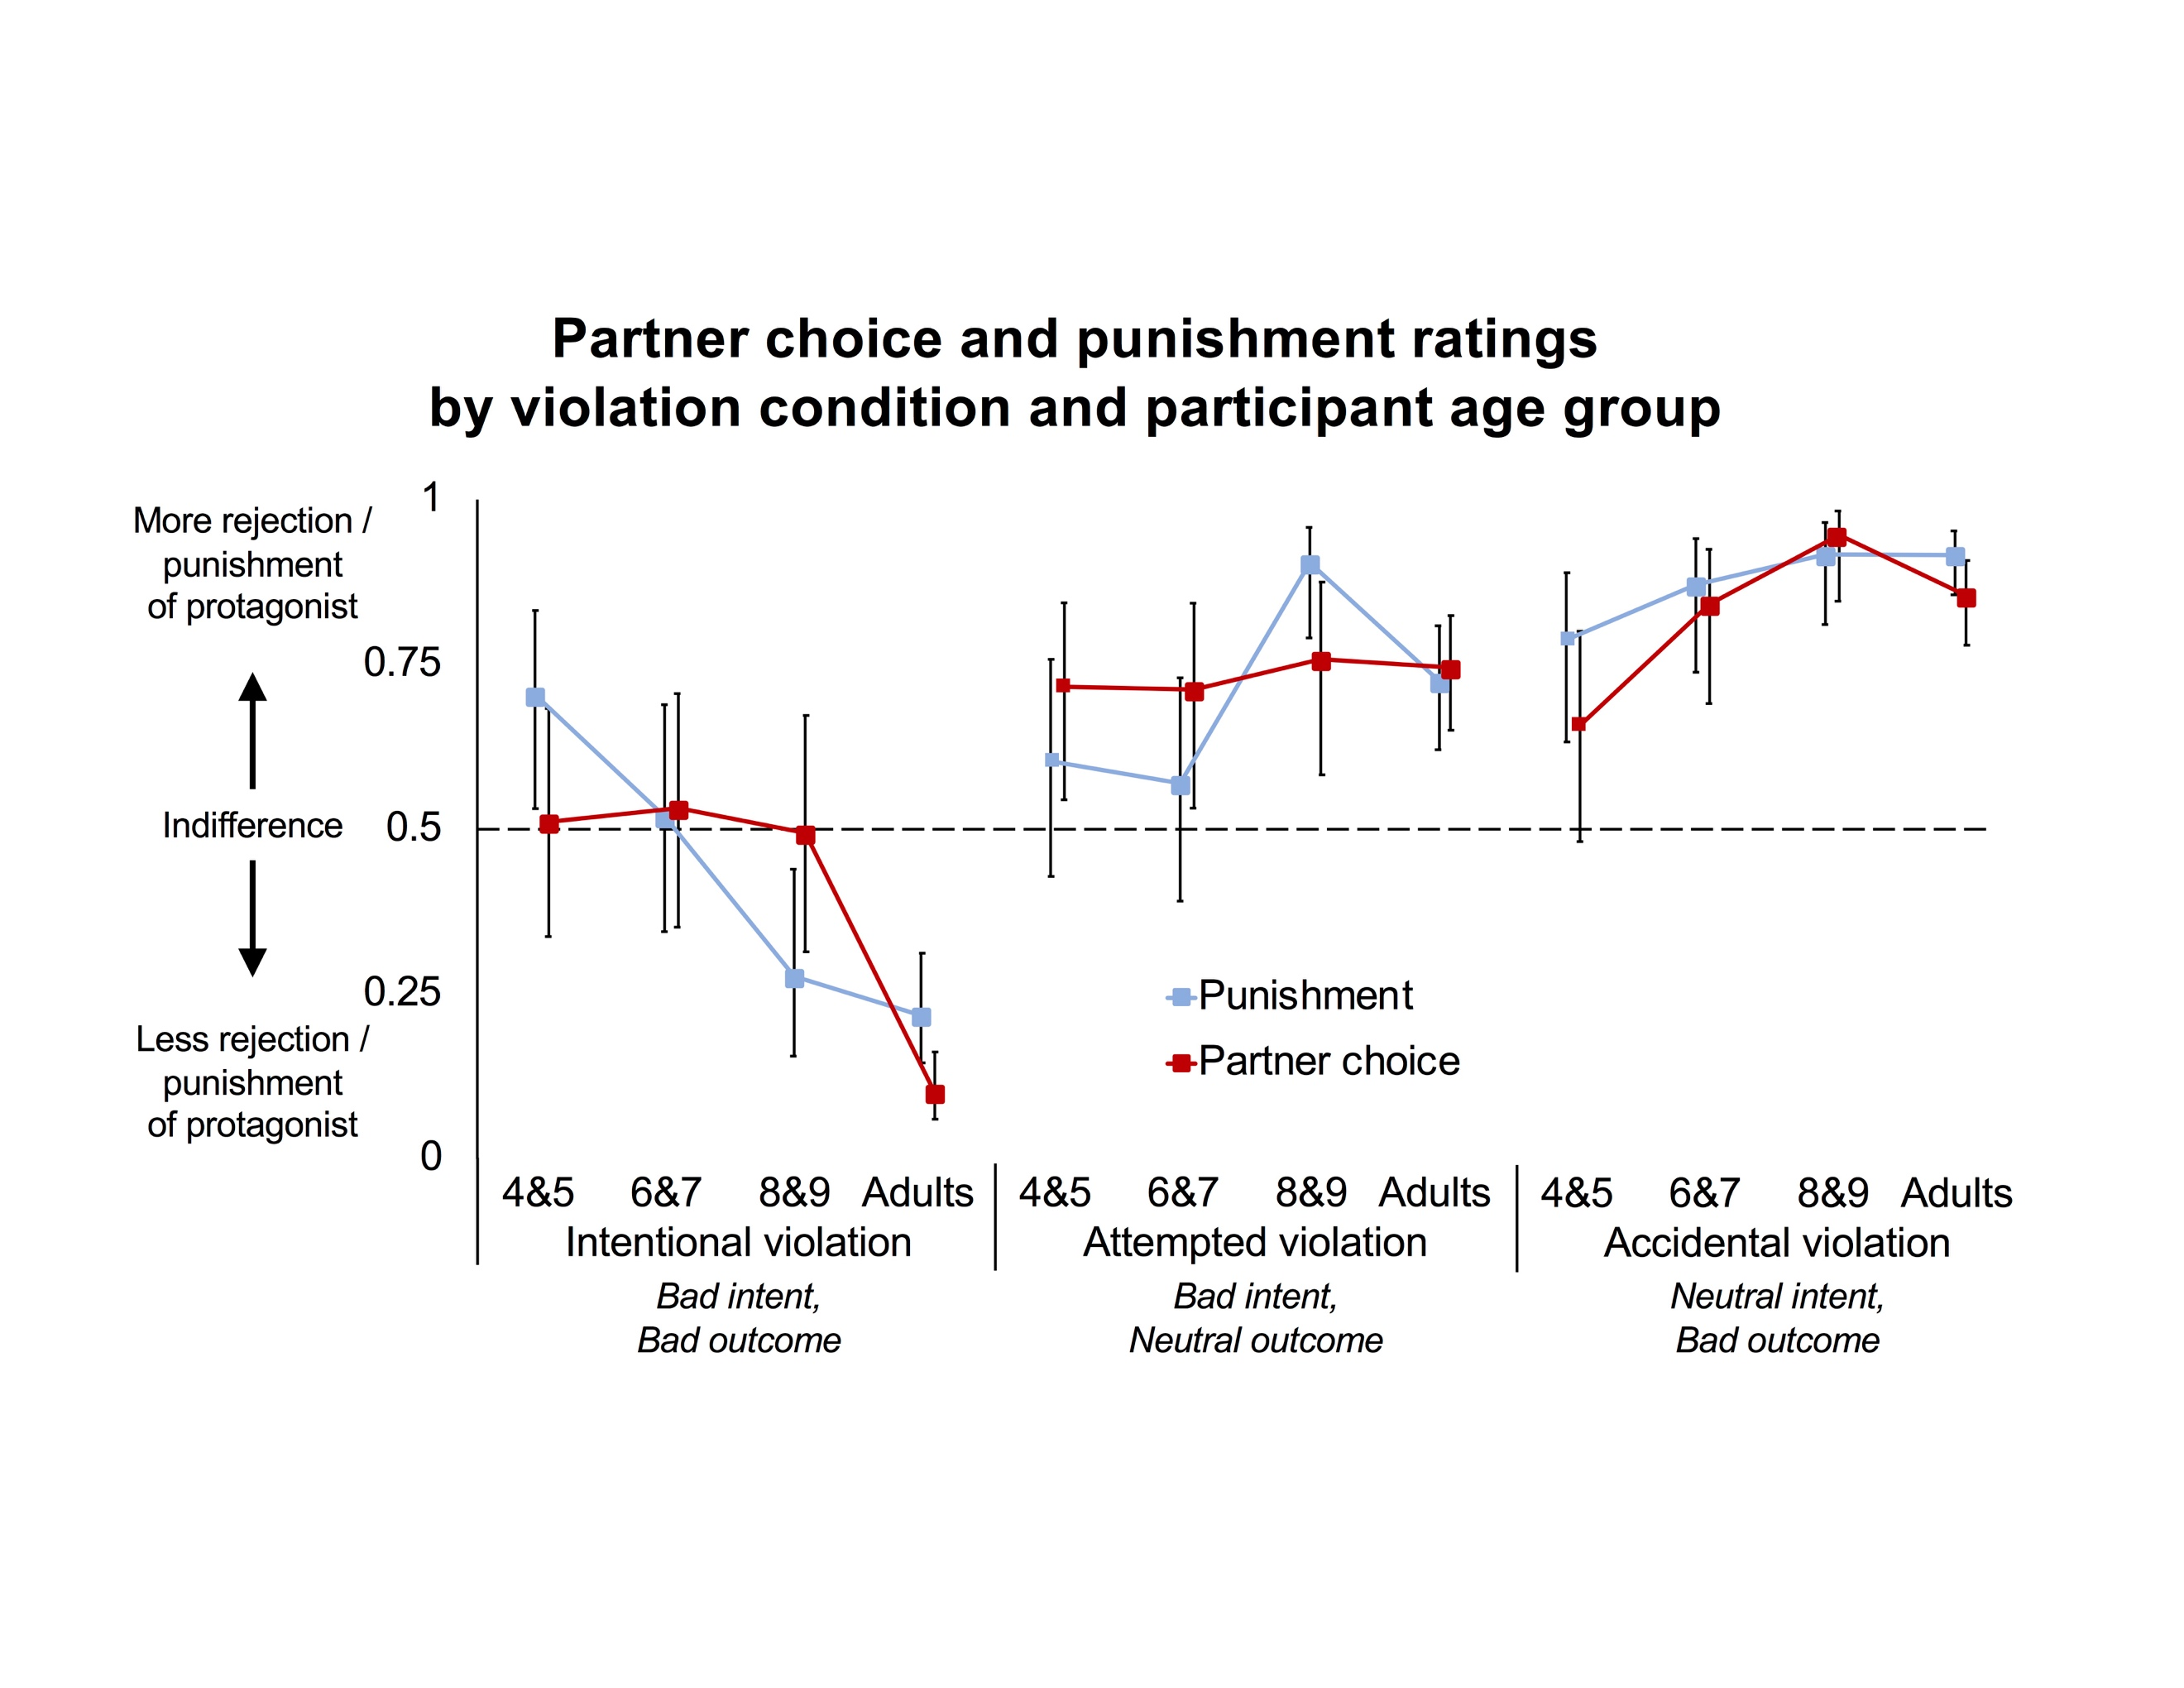 Partner choice and punishment ratings
by violation condition and participant age group
1
More rejection /
punishment
of protagonist
0.75
Indifference
0.5
0.25
Less rejection /
punishment
of protagonist
0
Punishment
Partner choice
4&5 6&7 8&9 Adults 4&5 6&7 8&9 Adults 4&5 6&7 8&9 Adults
Intentional violation Attempted violation Accidental violation
Bad intent, Bad intent, Neutral intent,
Bad outcome Neutral outcome Bad outcome